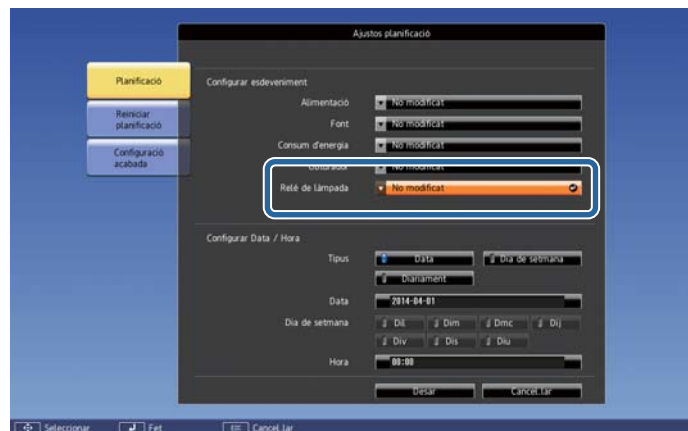 Ajustos planificació
Planificació
Reiniciar
planificació
Configuració
acabada
Configurar esdeveniment
Alimentació No modificat
Font No modificat
Consum d'energia No modificat
Obturador No modificat
Relé de làmpada No modificat
Configurar Data / Hora
Tipus Data Dia de setmana
Diariament
Data 2014-04-01
Dia de setmana Dil Dim Dmc Dij
Div Dis Diu
Hora 08:00
Desar Cancel.lar
Seleccionar Fet Cancel.lar